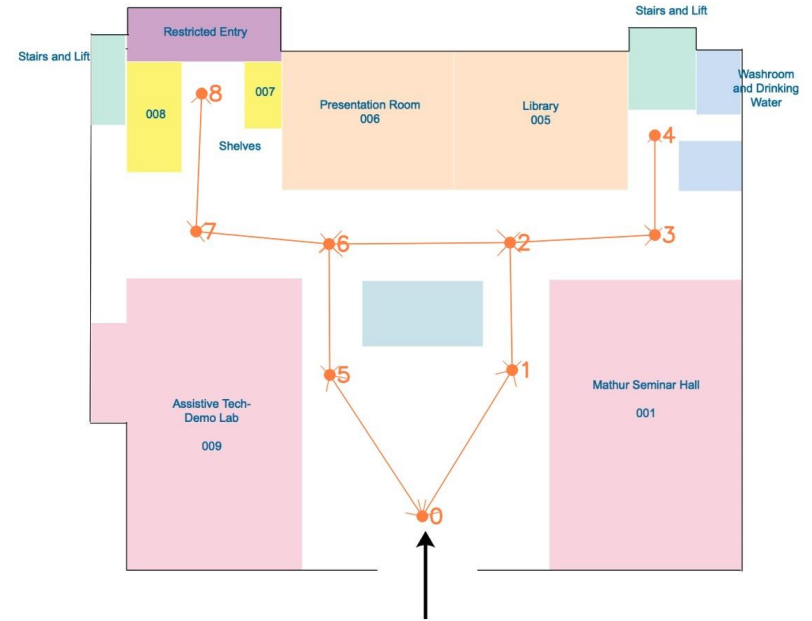 Stairs and Lift
Restricted Entry
Stairs and Lift
Washroom
and Drinking
Water
8
007
008
Presentation Room
006
Library
005
Shelves
4
7
6
2
3
5
1
Mathur Seminar Hall
001
Assistive Tech-
Demo Lab
009
0